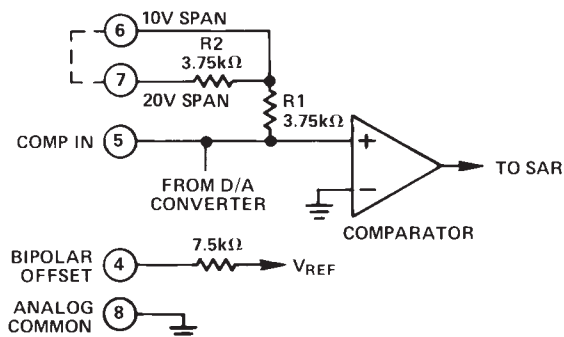 6
10V SPAN
R2
3.75kΩ
7
20V SPAN
R1
3.75kΩ
COMP IN
5
+
TO SAR
FROM D/A
CONVERTER
–
COMPARATOR
7.5kΩ
BIPOLAR
OFFSET
4
VREF
ANALOG
COMMON
8